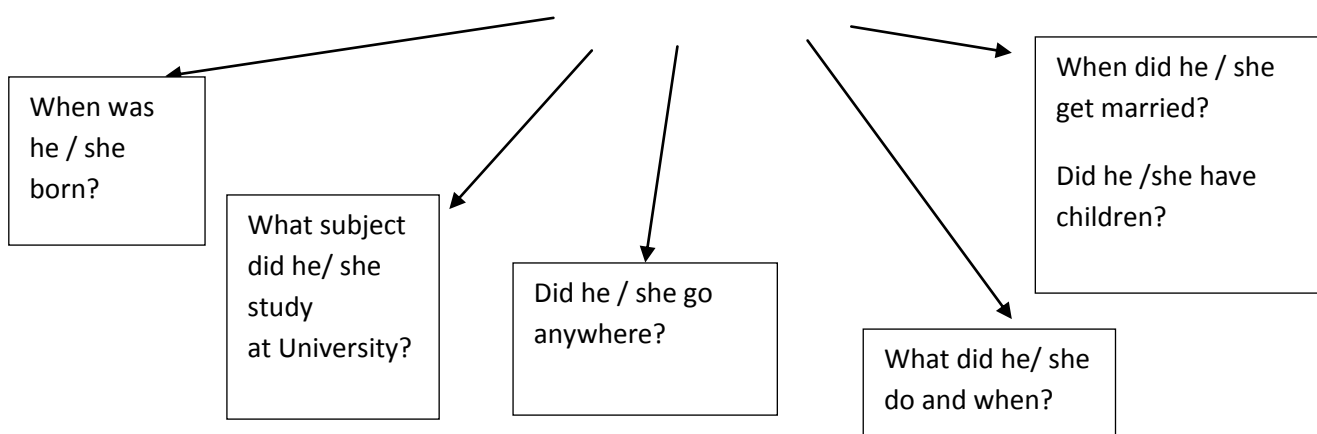 When was
he / she
born?
What subject
did he/ she
study
at University?
Did he / she go
anywhere?
What did he/ she
do and when?
When did he / she
get married?
Did he /she have
children?